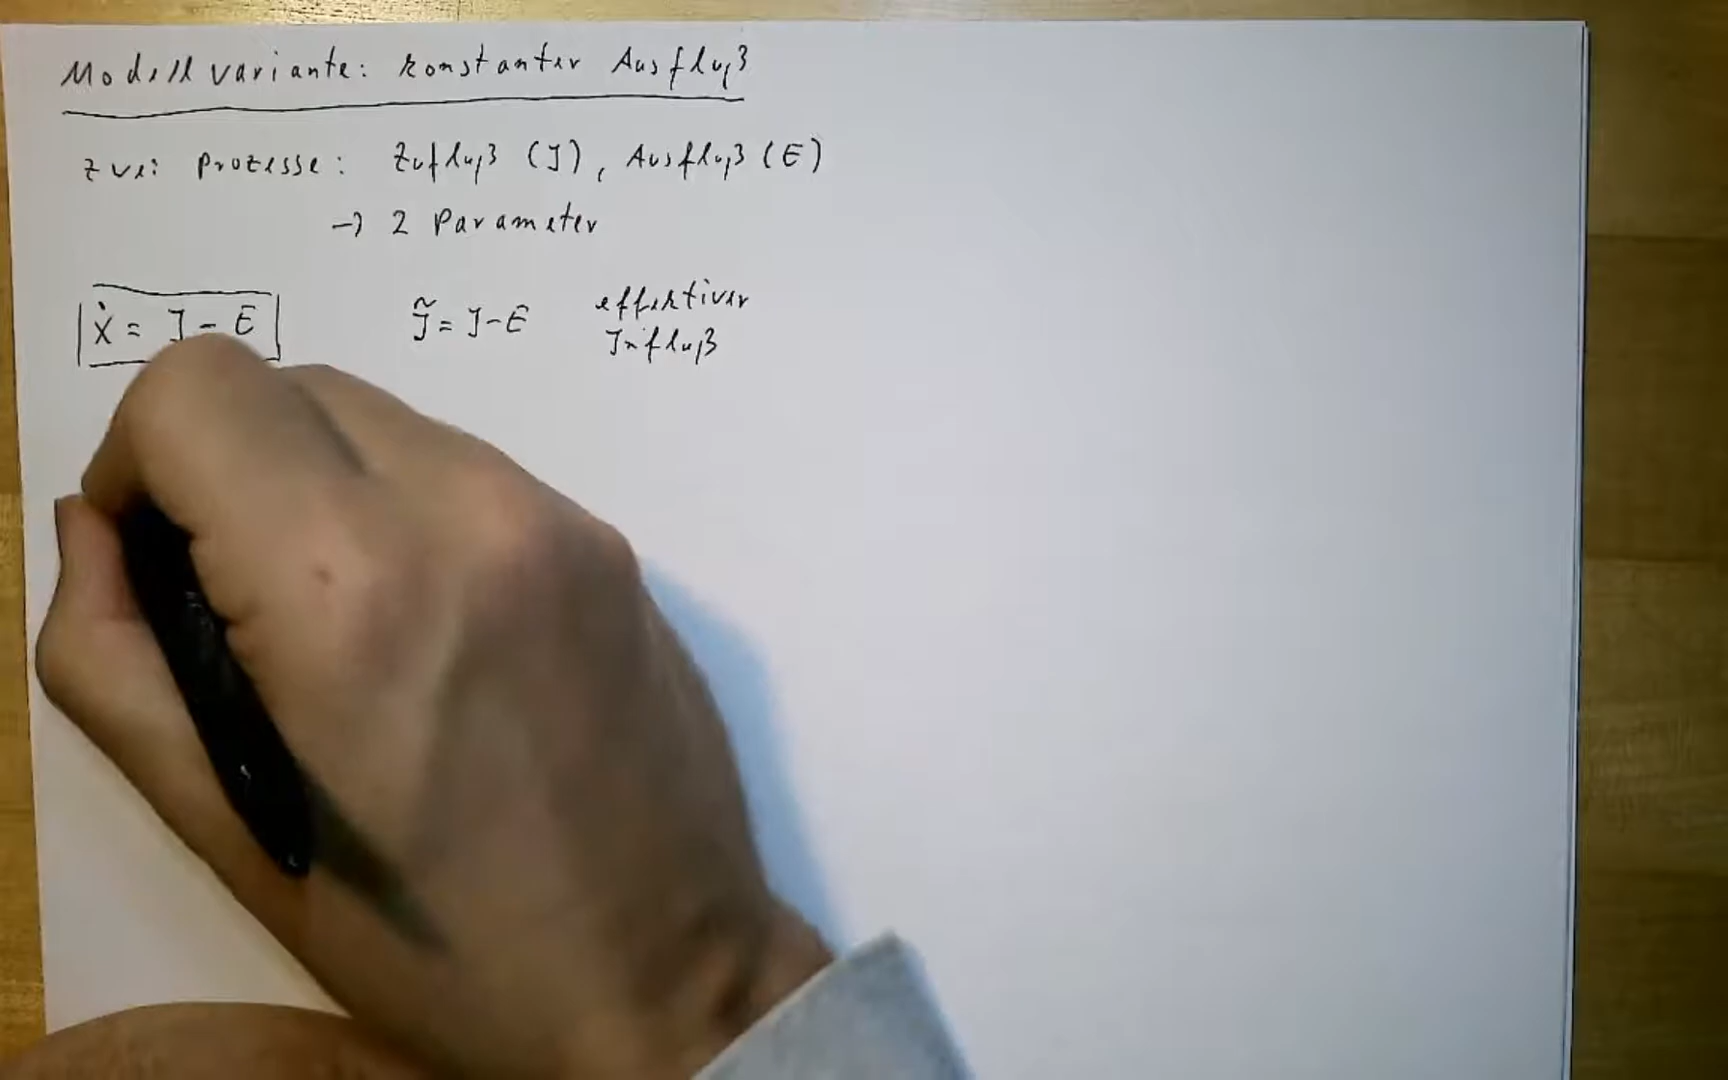 Modellvariante: konstanter Ausfluß
zwei Prozesse: Zufluß (J), Ausfluß (E)
→ 2 Parameter
ẋ = J - E
J̃ = J - E effektiver
Influß